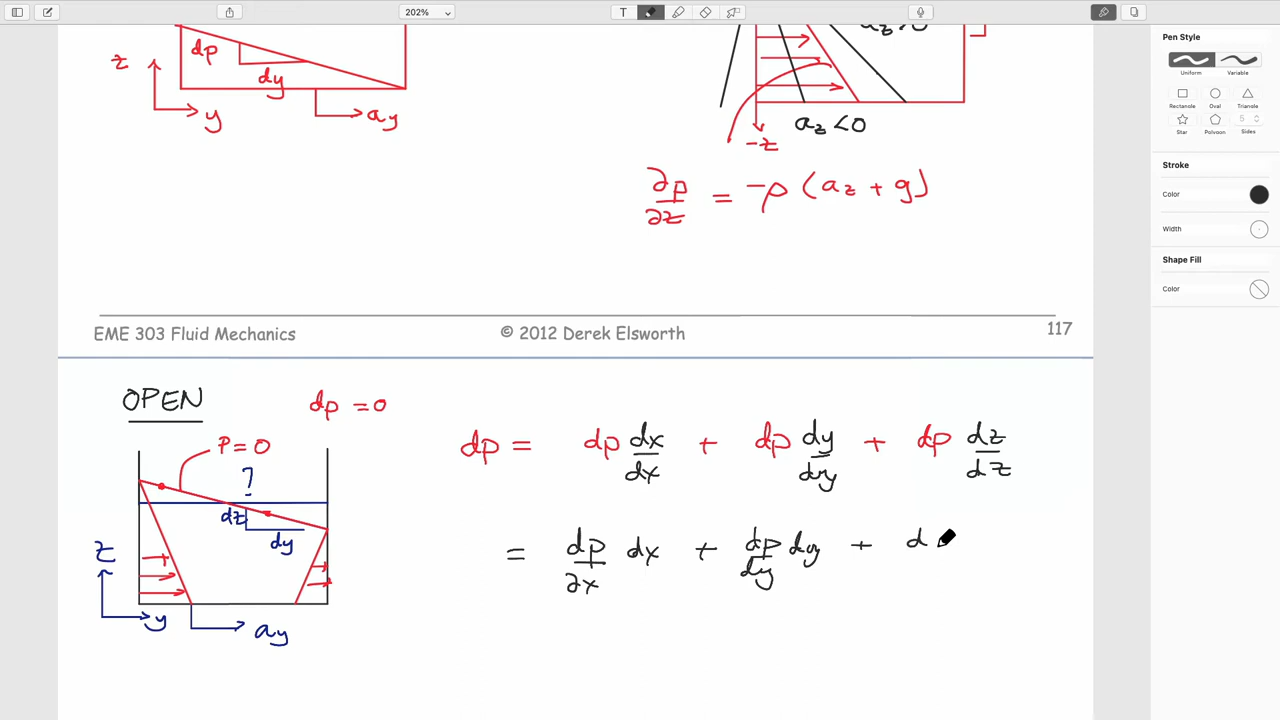 202%
T
Pen Style
Uniform
Variable
Rectangle
Oval
Triangle
Star
Polygon
5
Sides
Stroke
Color
Width
Shape Fill
Color
dp
dy
z
y
ay
az<0
-z
∂p/∂z = -ρ (az + g)
EME 303 Fluid Mechanics
© 2012 Derek Elsworth
117
OPEN
dp = 0
P = 0
?
dz
dy
z
y
ay
dp = dp dx/dx + dp dy/dy + dp dz/dz
= dp/∂x dx + dp/dy dy + d